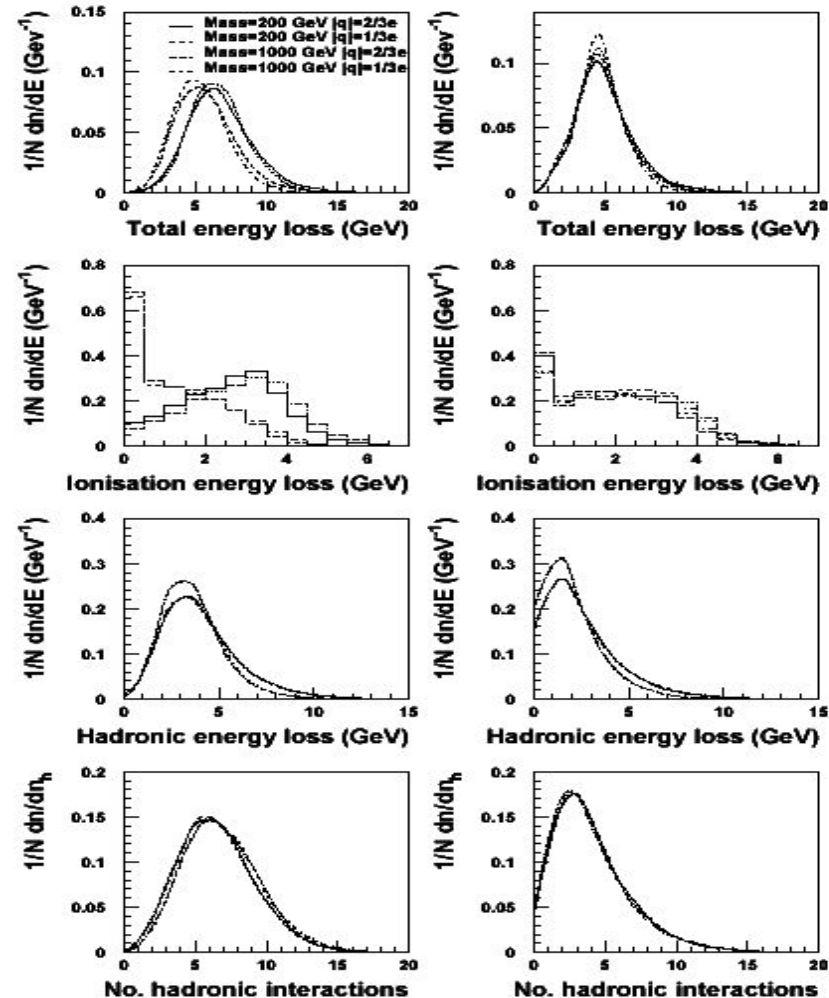 1/N dn/dE (Gev⁻¹)
0.15
0.1
0.05
0
Mass=200 GeV |q|=2/3e
Mass=200 GeV |q|=1/3e
Mass=1000 GeV |q|=2/3e
Mass=1000 GeV |q|=1/3e
0 5 10 15 20
Total energy loss (GeV)
1/N dn/dE (GeV⁻¹)
0.1
0.05
0
0 5 10 15 20
Total energy loss (GeV)
1/N dn/dE (GeV⁻¹)
0.8
0.6
0.4
0.2
0
0 2 4 6
Ionisation energy loss (GeV)
1/N dn/dE (GeV⁻¹)
0.8
0.6
0.4
0.2
0
0 2 4 6 8
Ionisation energy loss (GeV)
1/N dn/dE (GeV⁻¹)
0.4
0.3
0.2
0.1
0
0 5 10 15
Hadronic energy loss (GeV)
1/N dn/dE (GeV⁻¹)
0.4
0.3
0.2
0.1
0
0 5 10 15
Hadronic energy loss (GeV)
1/N dn/dnₕ
0.2
0.15
0.1
0.05
0
0 5 10 15 20
No. hadronic interactions
1/N dn/dnₕ
0.2
0.15
0.1
0.05
0
0 5 10 15 20
No. hadronic interactions